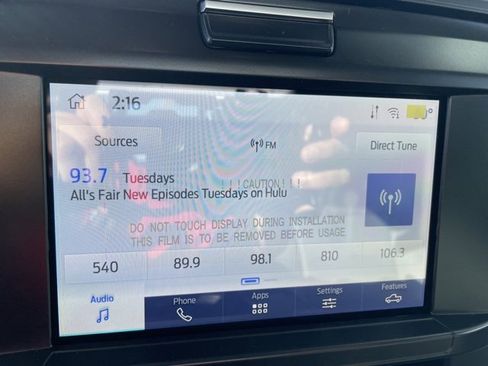 2:16
Sources
FM
Direct Tune
93.7 Tuesdays
! ! ! CAUTION ! ! !
All's Fair New Episodes Tuesdays on Hulu
DO NOT TOUCH DISPLAY DURING INSTALLATION
THIS FILM IS TO BE REMOVED BEFORE USAGE
540 89.9 98.1 810 106.3
Audio Phone Apps Settings Features